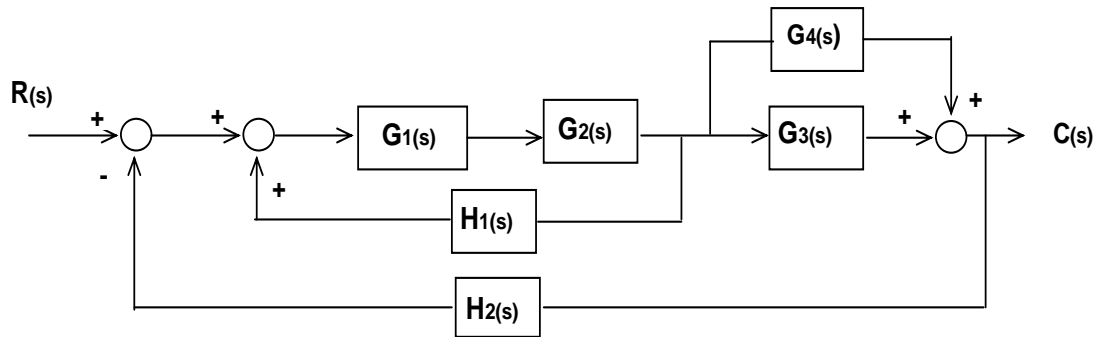 G4(s)
R(s)
+
+
+
+
G1(s)
G2(s)
G3(s)
C(s)
-
+
H1(s)
H2(s)